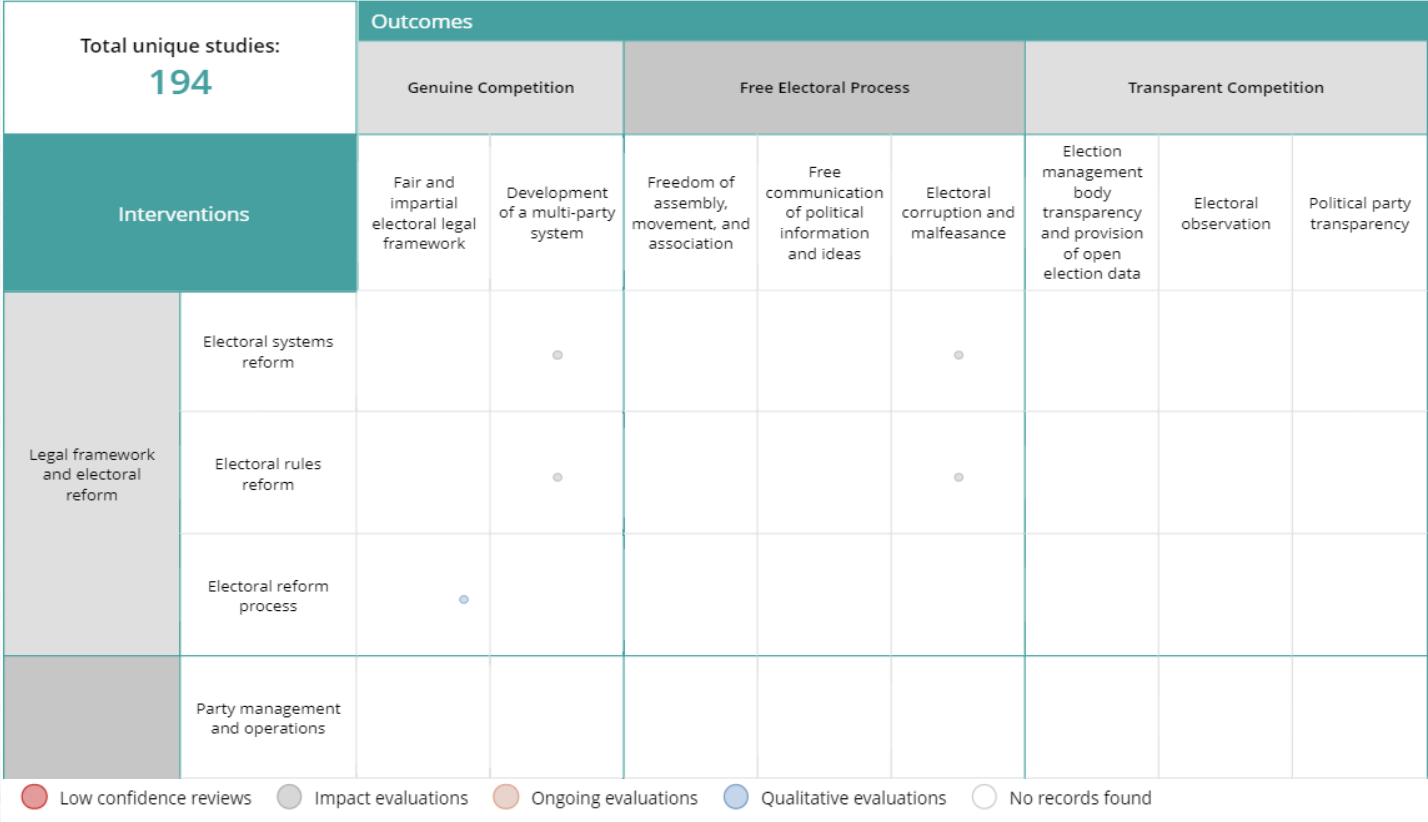 Total unique studies:
194
Outcomes
Genuine Competition
Free Electoral Process
Transparent Competition
Interventions
Fair and
impartial
electoral legal
framework
Development
of a multi-party
system
Freedom of
assembly,
movement, and
association
Free
communication
of political
information
and ideas
Electoral
corruption and
malfeasance
Election
management
body
transparency
and provision
of open
election data
Electoral
observation
Political party
transparency
Legal framework
and electoral
reform
Electoral systems
reform
Electoral rules
reform
Electoral reform
process
Party management
and operations
Low confidence reviews
Impact evaluations
Ongoing evaluations
Qualitative evaluations
No records found